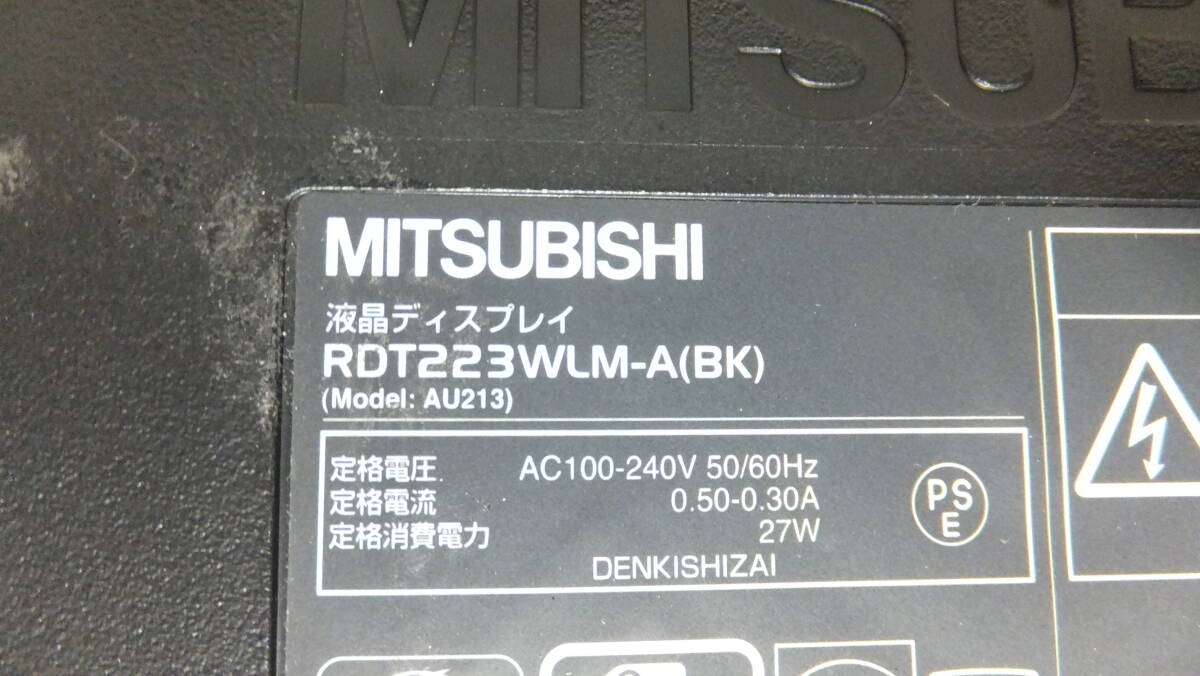 MITSUB
MITSUBISHI
液晶ディスプレイ
RDT223WLM-A(BK)
(Model: AU213)
定格電圧 AC100-240V 50/60Hz
定格電流 0.50-0.30A
定格消費電力 27W
DENKISHIZAI
PS
E